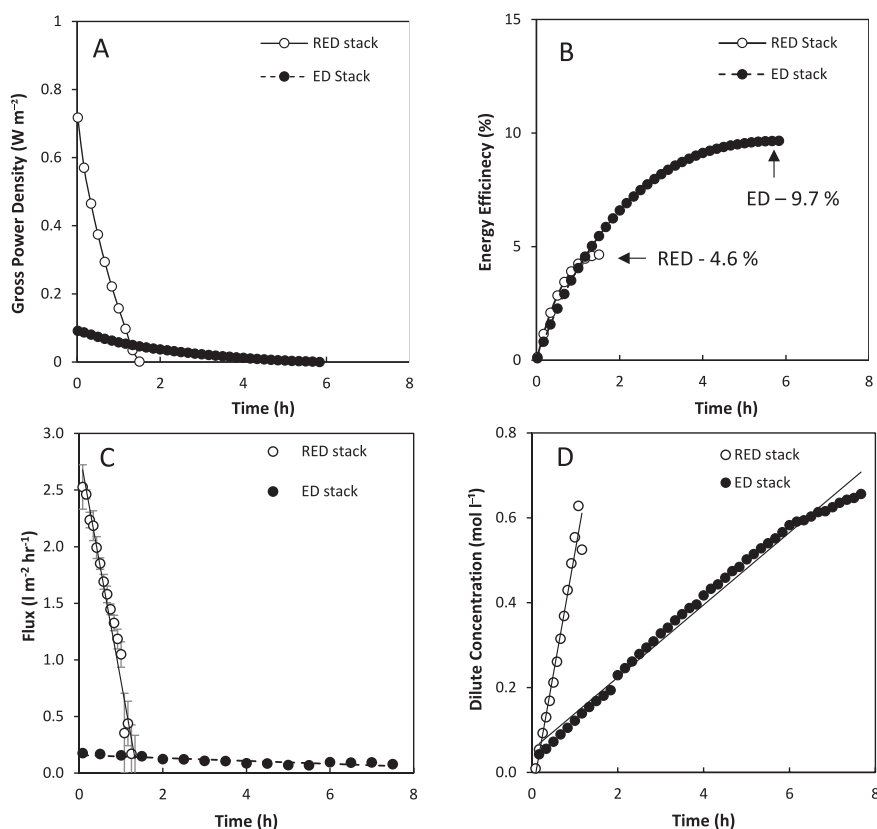 A
RED stack
ED Stack
1
0.8
0.6
0.4
0.2
0
0 2 4 6 8
Gross Power Density (W m⁻²)
Time (h)
B
RED Stack
ED stack
15
10
5
0
0 2 4 6 8
Energy Efficinecy (%)
Time (h)
ED – 9.7 %
RED - 4.6 %
C
RED stack
ED stack
3.0
2.5
2.0
1.5
1.0
0.5
0.0
0 2 4 6 8
Flux (l m⁻² hr⁻¹)
Time (h)
D
RED stack
ED stack
0.8
0.6
0.4
0.2
0.0
0 2 4 6 8
Dilute Concentration (mol l⁻¹)
Time (h)